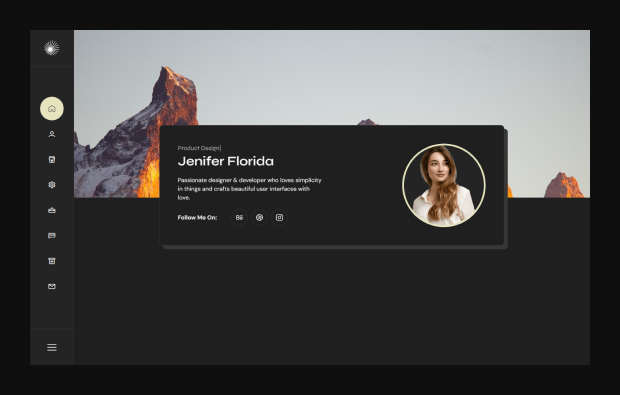 Product Design|
Jenifer Florida
Passionate designer & developer who loves simplicity
in things and crafts beautiful user interfaces with
love.
Follow Me On: